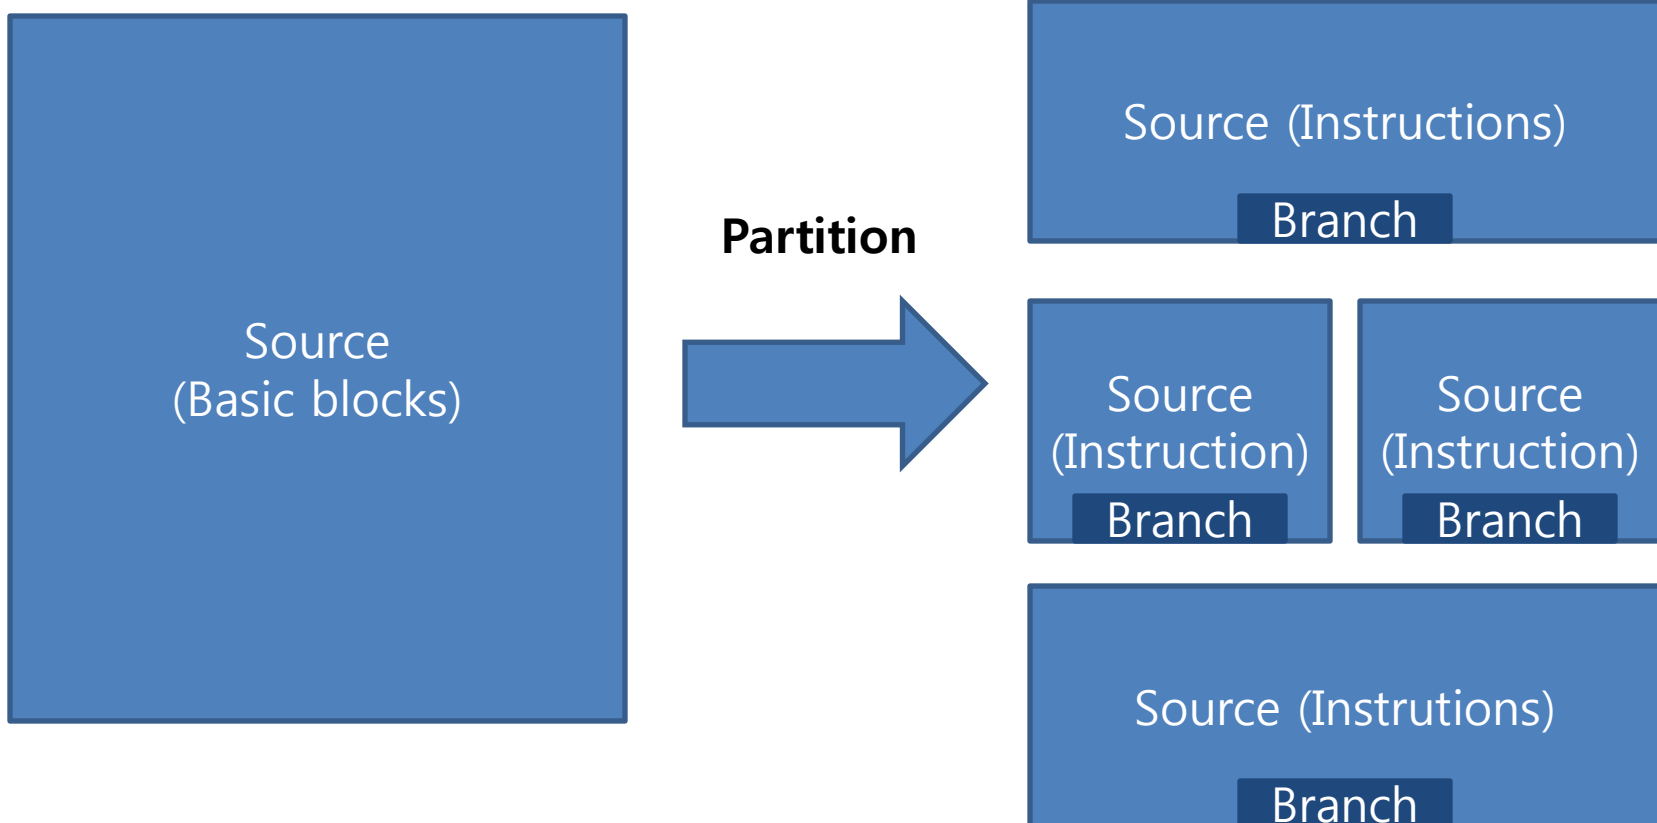 Source
(Basic blocks)
Partition
Source (Instructions)
Branch
Source
(Instruction)
Branch
Source
(Instruction)
Branch
Source (Instrutions)
Branch